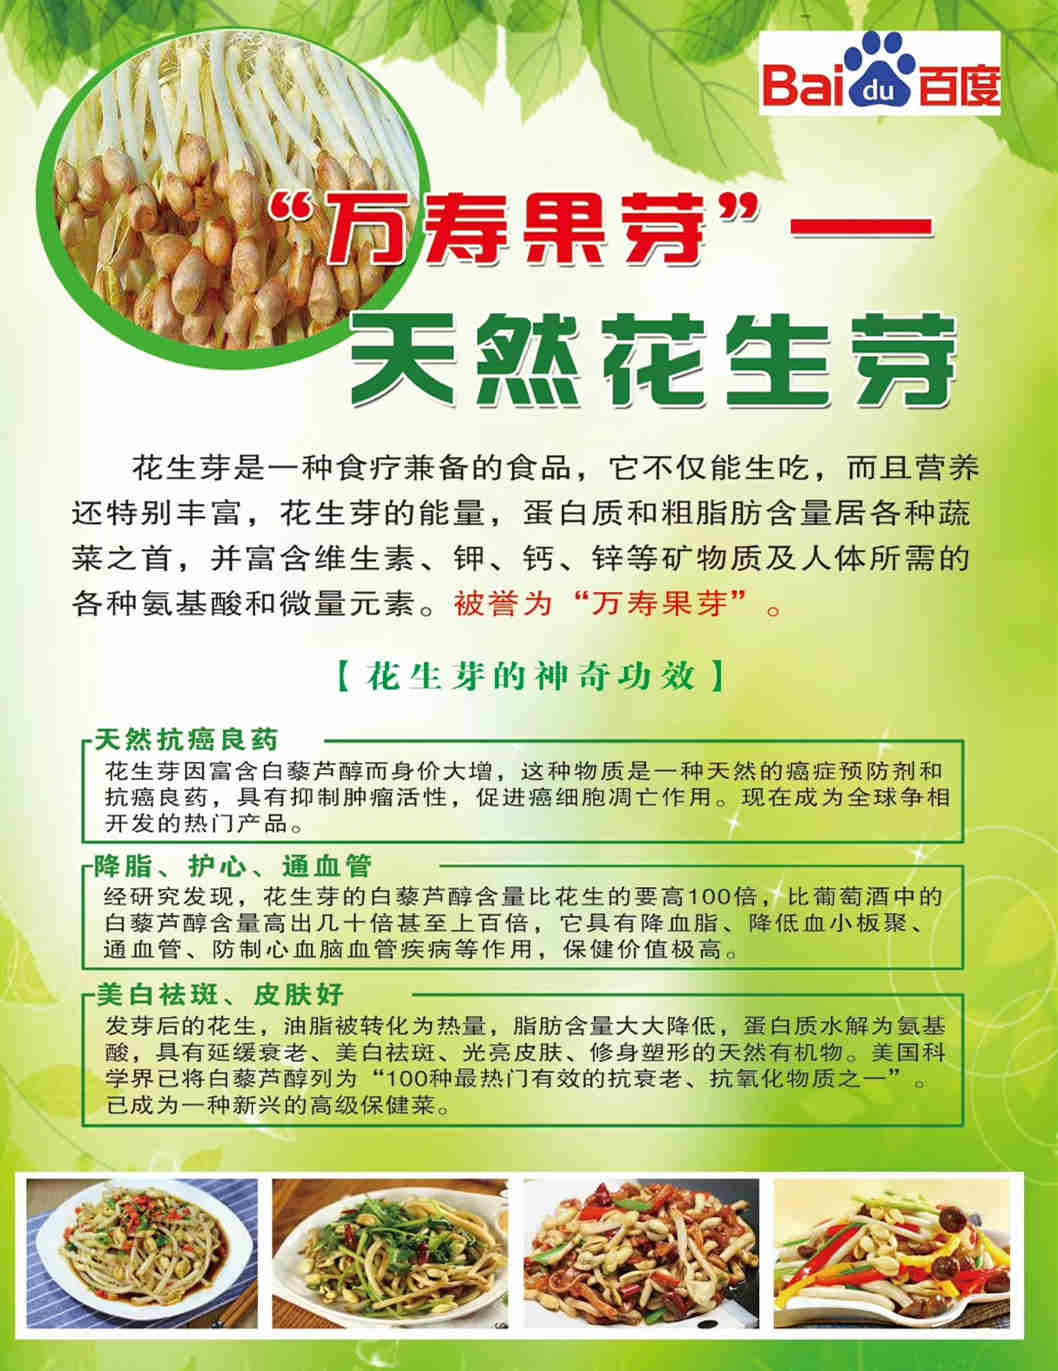 Baidu百度
“万寿果芽”——
天然花生芽
花生芽是一种食疗兼备的食品，它不仅能生吃，而且营养
还特别丰富，花生芽的能量，蛋白质和粗脂肪含量居各种蔬
菜之首，并富含维生素、钾、钙、锌等矿物质及人体所需的
各种氨基酸和微量元素。被誉为“万寿果芽”。
【花生芽的神奇功效】
天然抗癌良药
花生芽因富含白藜芦醇而身价大增，这种物质是一种天然的癌症预防剂和
抗癌良药，具有抑制肿瘤活性，促进癌细胞凋亡作用。现在成为全球争相
开发的热门产品。
降脂、护心、通血管
经研究发现，花生芽的白藜芦醇含量比花生的要高100倍，比葡萄酒中的
白藜芦醇含量高出几十倍甚至上百倍，它具有降血脂、降低血小板聚、
通血管、防制心血脑血管疾病等作用，保健价值极高。
美白祛斑、皮肤好
发芽后的花生，油脂被转化为热量，脂肪含量大大降低，蛋白质水解为氨基
酸，具有延缓衰老、美白祛斑、光亮皮肤、修身塑形的天然有机物。美国科
学界已将白藜芦醇列为“100种最热门有效的抗衰老、抗氧化物质之一”。
已成为一种新兴的高级保健菜。